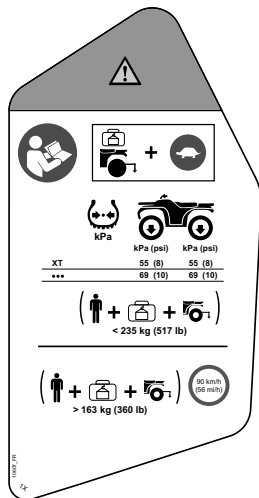 kPa
kPa (psi) kPa (psi)
XT 55 (8) 55 (8)
••• 69 (10) 69 (10)
( + + )
< 235 kg (517 lb)
( + + ) 90 km/h
(56 mi/h)
> 163 kg (360 lb)
1X